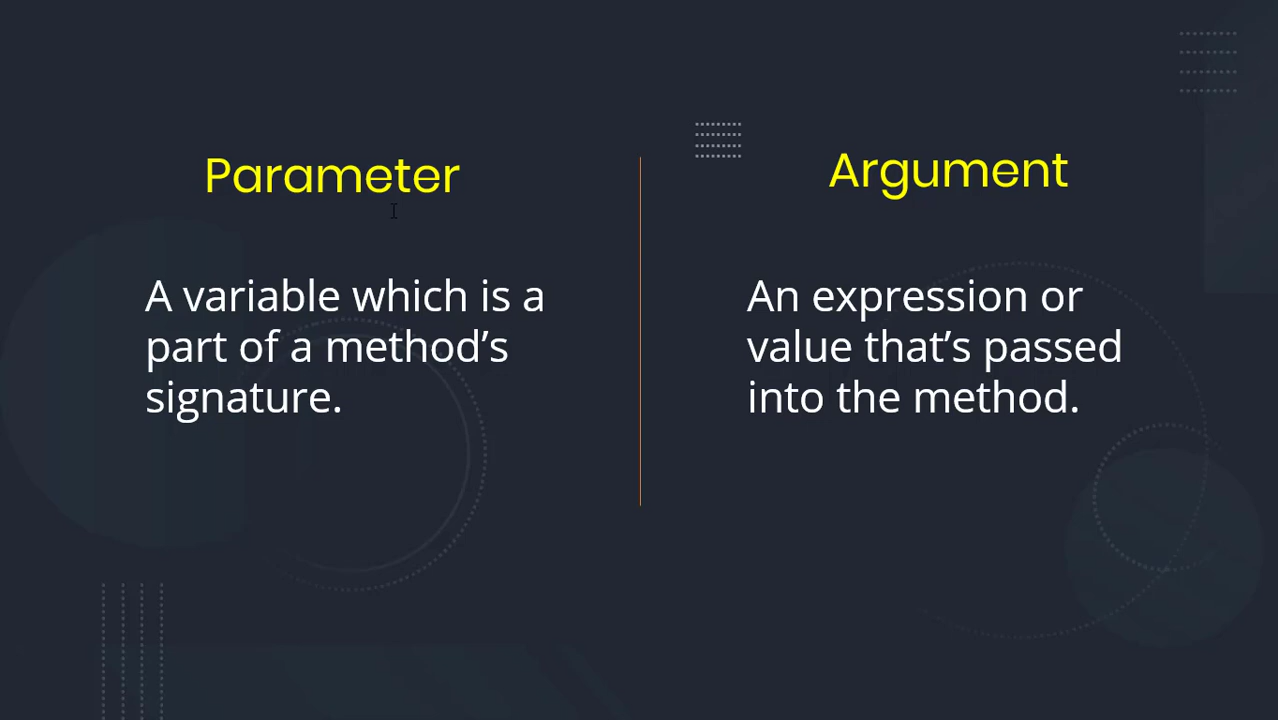 Parameter
A variable which is a
part of a method’s
signature.
Argument
An expression or
value that’s passed
into the method.